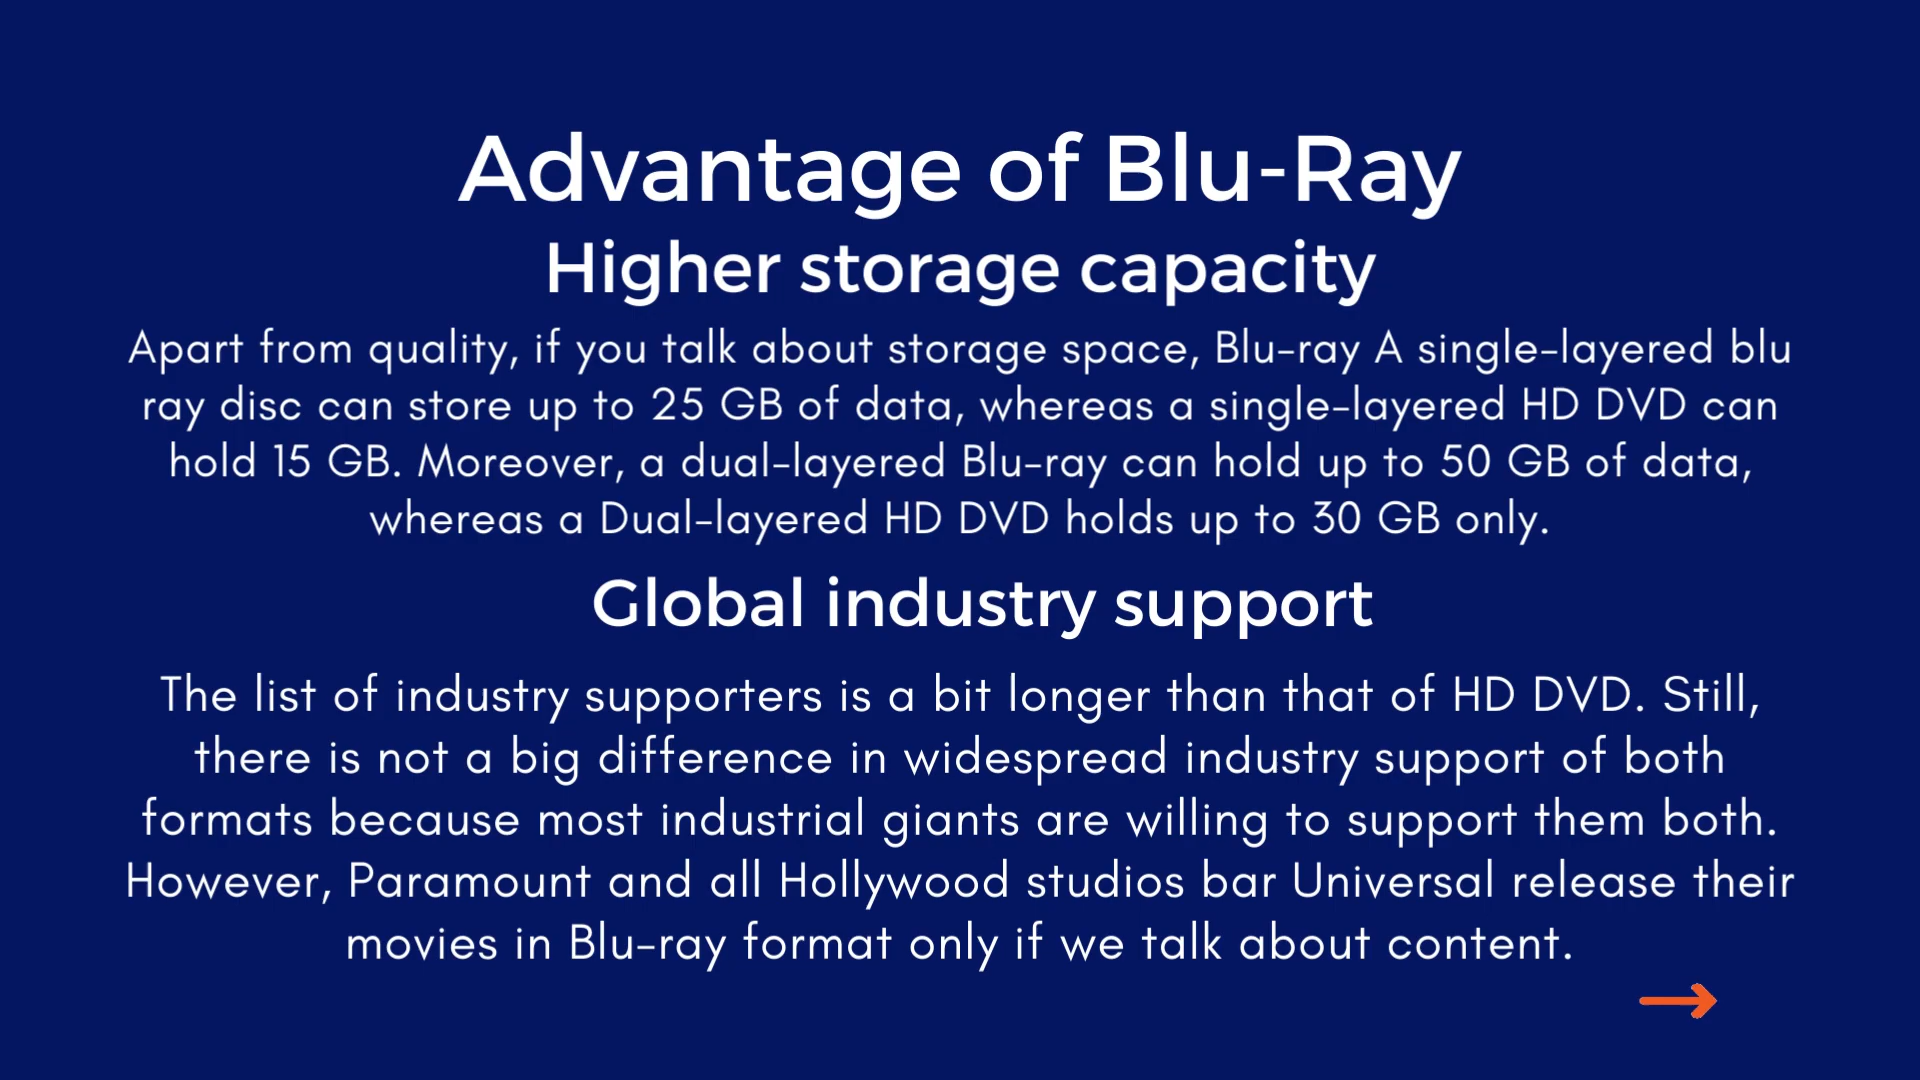 Advantage of Blu-Ray
Higher storage capacity
Apart from quality, if you talk about storage space, Blu-ray A single-layered blu
ray disc can store up to 25 GB of data, whereas a single-layered HD DVD can
hold 15 GB. Moreover, a dual-layered Blu-ray can hold up to 50 GB of data,
whereas a Dual-layered HD DVD holds up to 30 GB only.
Global industry support
The list of industry supporters is a bit longer than that of HD DVD. Still,
there is not a big difference in widespread industry support of both
formats because most industrial giants are willing to support them both.
However, Paramount and all Hollywood studios bar Universal release their
movies in Blu-ray format only if we talk about content.